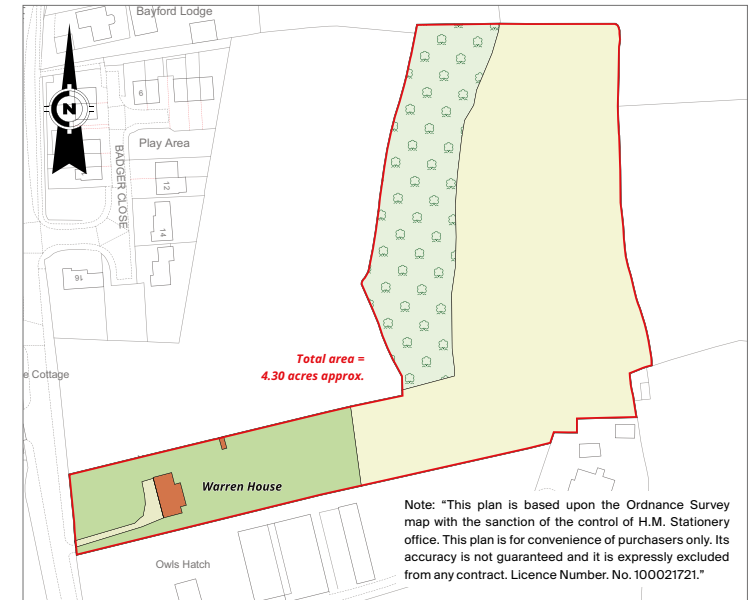 Bayford Lodge
N
6
Play Area
BADGER CLOSE
12
14
16
Total area =
4.30 acres approx.
e Cottage
Warren House
Note: “This plan is based upon the Ordnance Survey
map with the sanction of the control of H.M. Stationery
office. This plan is for convenience of purchasers only. Its
accuracy is not guaranteed and it is expressly excluded
from any contract. Licence Number. No. 100021721.”
Owls Hatch